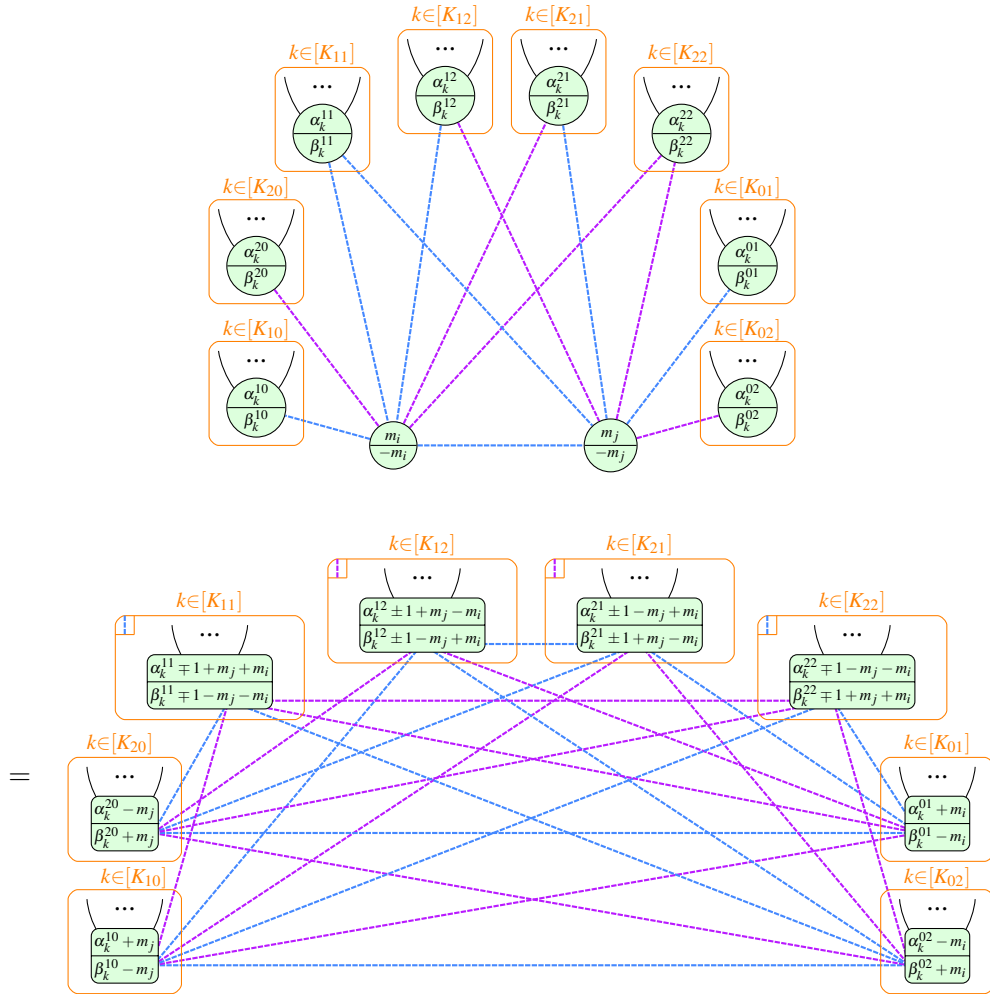 k∈[K₁₂] k∈[K₂₁]
k∈[K₁₁] ... ... k∈[K₂₂]
... α_k^{12} α_k^{21} ...
α_k^{11} β_k^{12} β_k^{21} α_k^{22}
β_k^{11} β_k^{22}
k∈[K₂₀] k∈[K₀₁]
... ...
α_k^{20} α_k^{01}
β_k^{20} β_k^{01}
k∈[K₁₀] k∈[K₀₂]
... ...
α_k^{10} α_k^{02}
β_k^{10} β_k^{02}
m_i m_j
−m_i −m_j
k∈[K₁₂] k∈[K₂₁]
... ...
k∈[K₁₁] α_k^{12} ± 1 + m_j − m_i α_k^{21} ± 1 − m_j + m_i k∈[K₂₂]
... β_k^{12} ± 1 − m_j + m_i β_k^{21} ± 1 + m_j − m_i ...
α_k^{11} ∓ 1 + m_j + m_i α_k^{22} ∓ 1 − m_j − m_i
β_k^{11} ∓ 1 − m_j − m_i β_k^{22} ∓ 1 + m_j + m_i
k∈[K₂₀] k∈[K₀₁]
= ... ...
α_k^{20} − m_j α_k^{01} + m_i
β_k^{20} + m_j β_k^{01} − m_i
k∈[K₁₀] k∈[K₀₂]
... ...
α_k^{10} + m_j α_k^{02} − m_i
β_k^{10} − m_j β_k^{02} + m_i